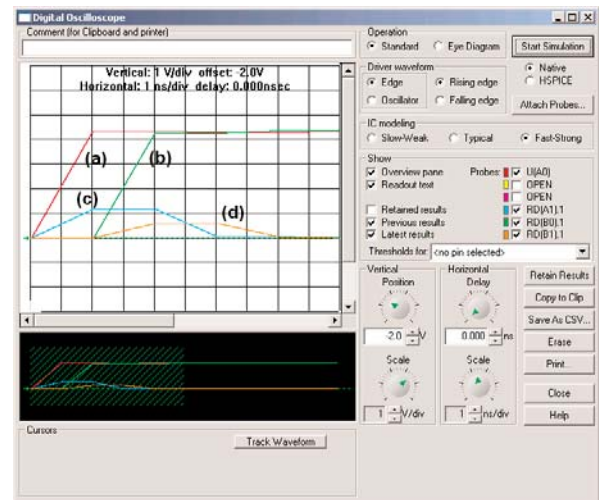 Digital Oscilloscope
Comment (for Clipboard and printer)
Vertical: 1 V/div offset: -2.0V
Horizontal: 1 ns/div delay: 0.000nsec
(a)
(b)
(c)
(d)
Cursors
Track Waveform
Operation
Standard
Eye Diagram
Start Simulation
Driver waveform
Edge
Rising edge
Oscillator
Falling edge
Native
HSPICE
Attach Probes...
IC modeling
Slow-Weak
Typical
Fast-Strong
Show
Overview pane
Probes:
U(A0)
Readout text
OPEN
OPEN
Retained results
RD(A1).1
Previous results
RD(B0).1
Latest results
RD(B1).1
Thresholds for:
<no pin selected>
Vertical
Position
-2.0 V
Scale
1 V/div
Horizontal
Delay
0.000 ns
Scale
1 ns/div
Retain Results
Copy to Clip
Save As CSV...
Erase
Print...
Close
Help